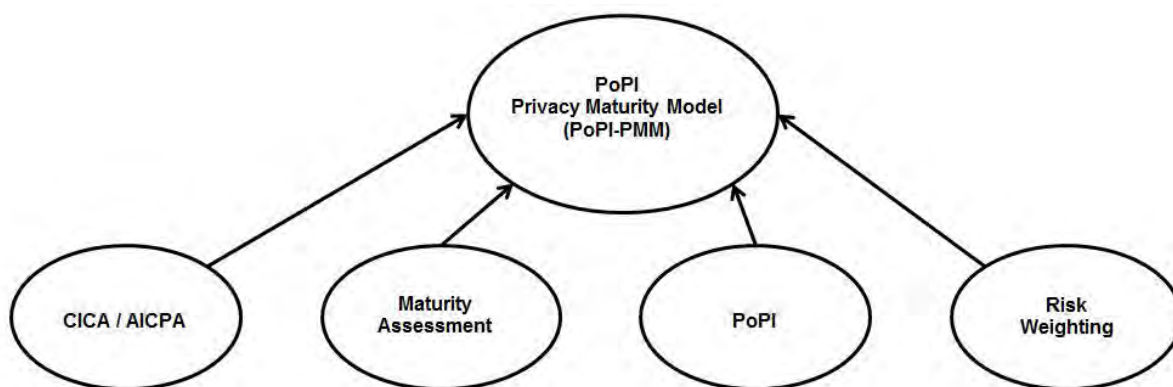 PoPI
Privacy Maturity Model
(PoPI-PMM)
CICA / AICPA
Maturity
Assessment
PoPI
Risk
Weighting